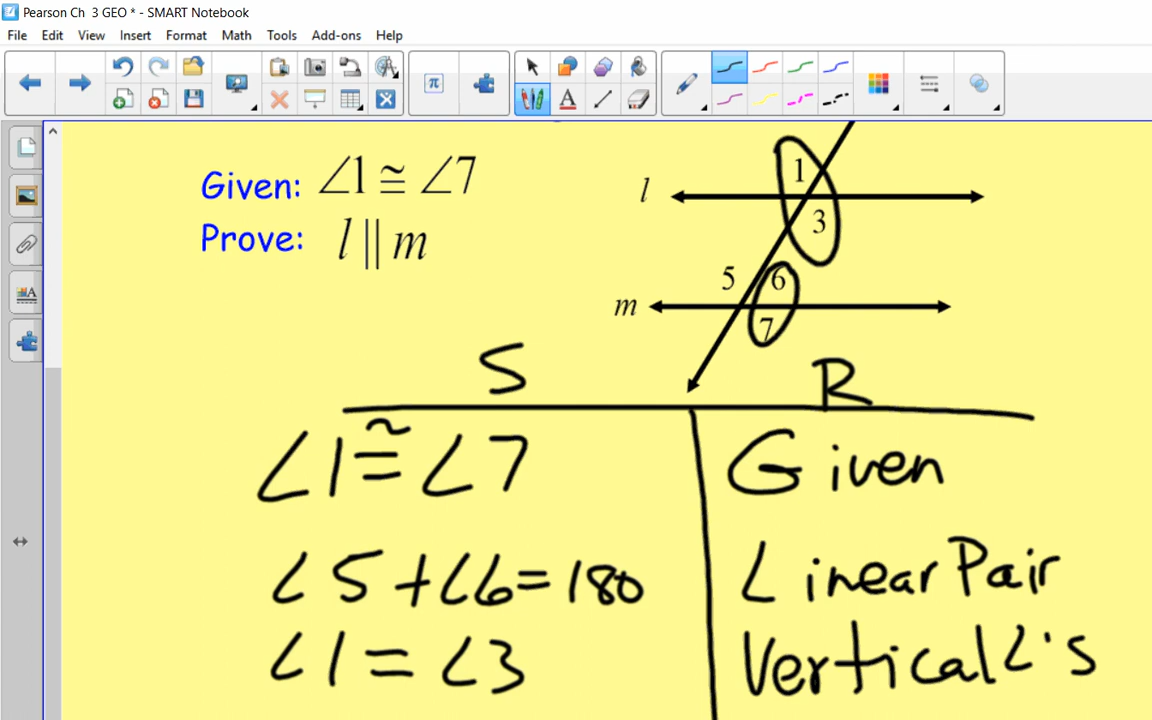 Pearson Ch 3 GEO * - SMART Notebook
File Edit View Insert Format Math Tools Add-ons Help
π
A
Given: ∠1 ≅ ∠7
Prove: l || m
1
l
3
5 6
m
7
S R
∠1 ≅ ∠7 Given
∠5 + ∠6 = 180 Linear Pair
∠1 = ∠3 Vertical ∠'s